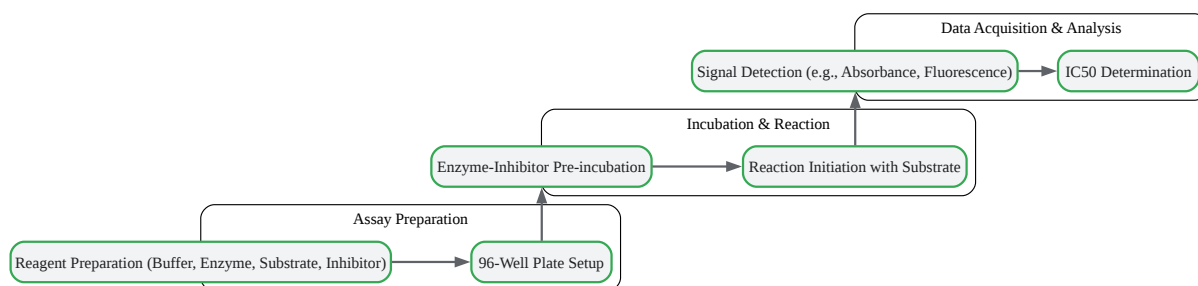 Data Acquisition & Analysis
Signal Detection (e.g., Absorbance, Fluorescence)
IC50 Determination
Incubation & Reaction
Enzyme-Inhibitor Pre-incubation
Reaction Initiation with Substrate
Assay Preparation
Reagent Preparation (Buffer, Enzyme, Substrate, Inhibitor)
96-Well Plate Setup